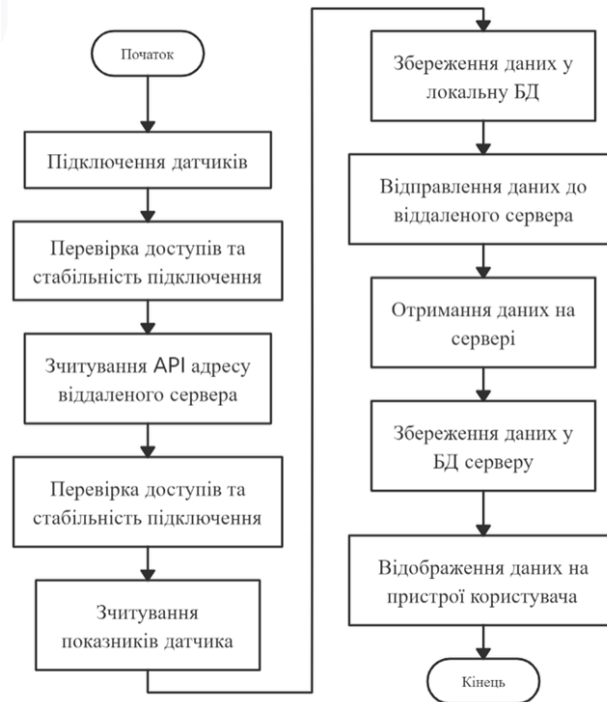 Початок
Підключення датчиків
Перевірка доступів та
стабільність підключення
Зчитування API адресу
віддаленого сервера
Перевірка доступів та
стабільність підключення
Зчитування
показників датчика
Збереження даних у
локальну БД
Відправлення даних до
віддаленого сервера
Отримання даних на
сервері
Збереження даних у
БД серверу
Відображення даних на
пристрої користувача
Кінець